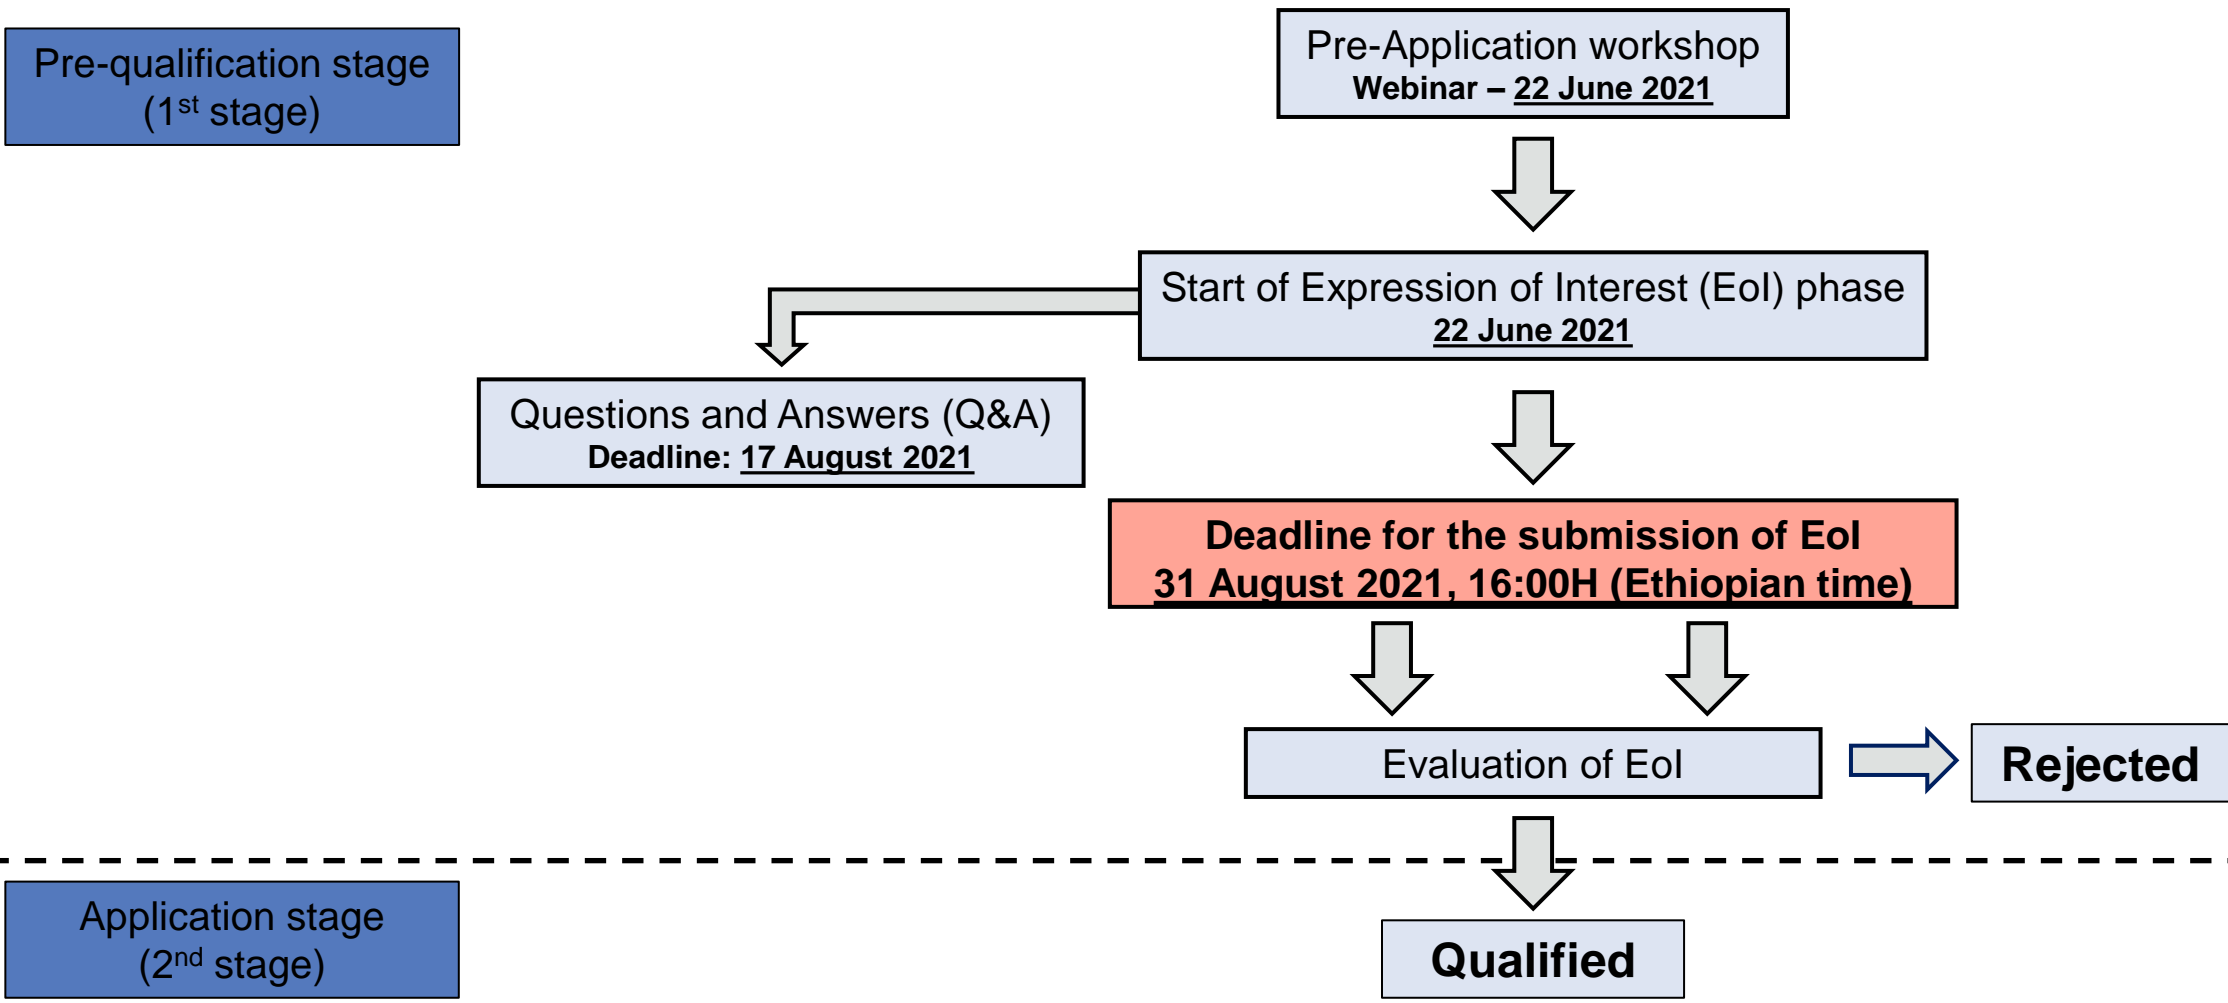 Pre-qualification stage
(1st stage)
Pre-Application workshop
Webinar – 22 June 2021
Start of Expression of Interest (EoI) phase
22 June 2021
Questions and Answers (Q&A)
Deadline: 17 August 2021
Deadline for the submission of EoI
31 August 2021, 16:00H (Ethiopian time)
Evaluation of EoI
Rejected
Application stage
(2nd stage)
Qualified